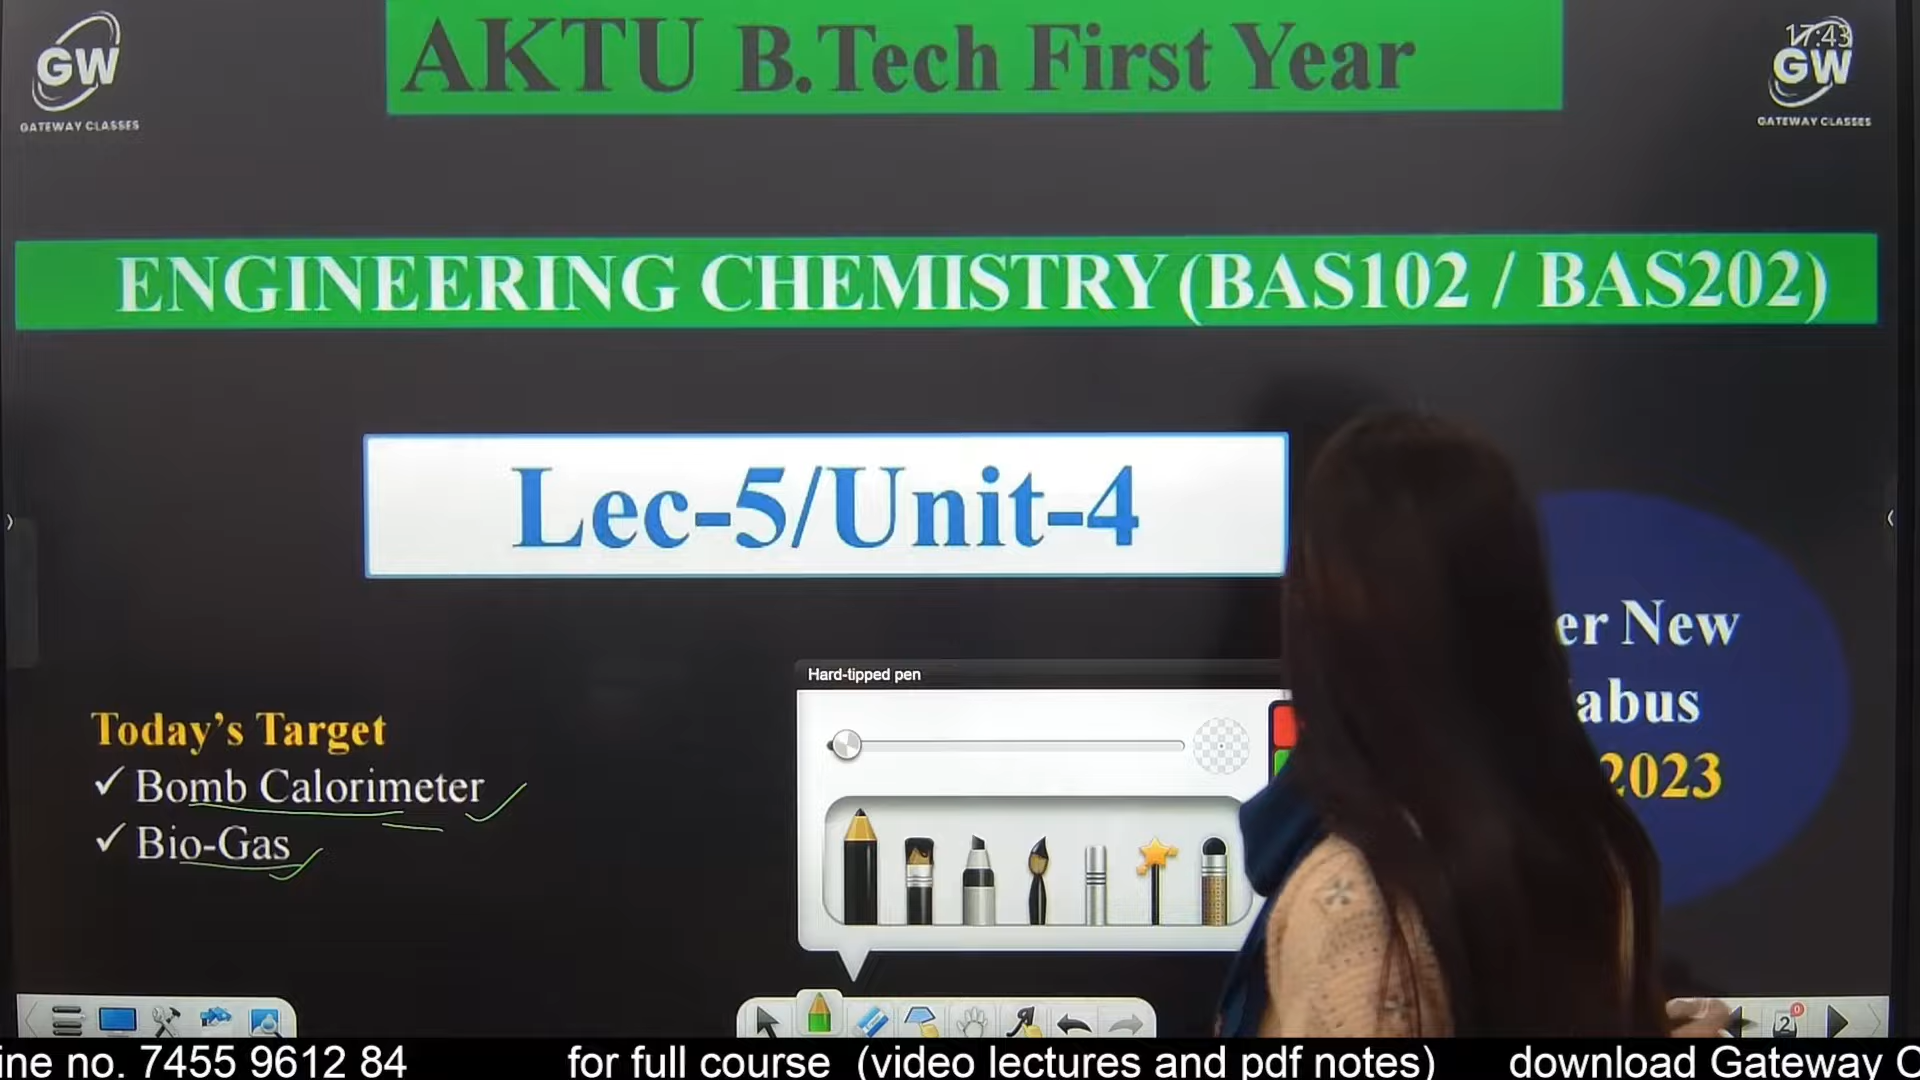 AKTU B.Tech First Year
GW
GATEWAY CLASSES
17:43
GW
GATEWAY CLASSES
ENGINEERING CHEMISTRY (BAS102 / BAS202)
Lec-5/Unit-4
er New
abus
2023
Hard-tipped pen
Today's Target
✓ Bomb Calorimeter
✓ Bio-Gas
2
0
ine no. 7455 9612 84 for full course (video lectures and pdf notes) download Gateway C